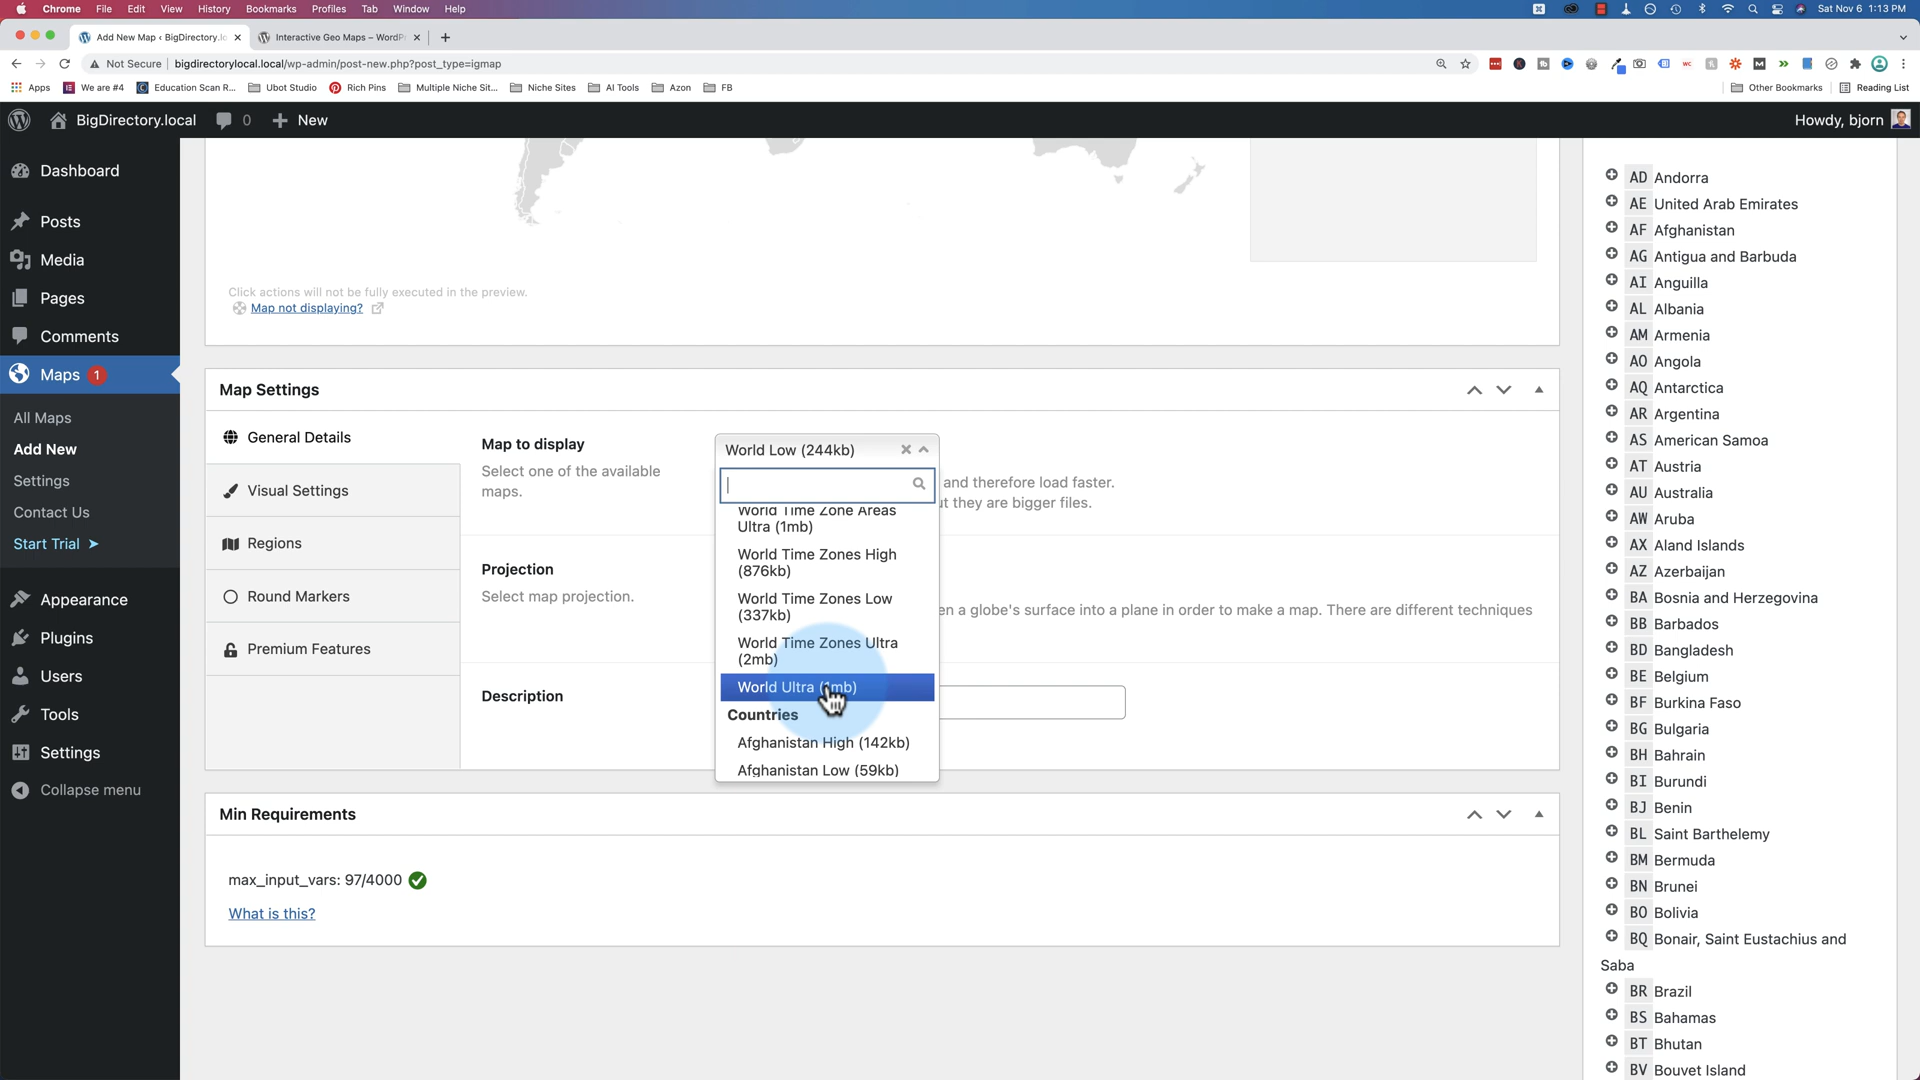 Chrome File Edit View History Bookmarks Profiles Tab Window Help
Sat Nov 6 1:13 PM
Add New Map ‹ BigDirectory.lo
Interactive Geo Maps – WordP
Not Secure bigdirectorylocal.local/wp-admin/post-new.php?post_type=igmap
Apps We are #4 Education Scan R... Ubot Studio Rich Pins Multiple Niche Sit... Niche Sites AI Tools Azon FB Other Bookmarks Reading List
BigDirectory.local 0 + New
Howdy, bjorn
Dashboard
Posts
Media
Pages
Comments
Maps 1
All Maps
Add New
Settings
Contact Us
Start Trial ➤
Appearance
Plugins
Users
Tools
Settings
Collapse menu
Click actions will not be fully executed in the preview.
Map not displaying?
Map Settings
General Details
Visual Settings
Regions
Round Markers
Premium Features
Map to display
Select one of the available
maps.
World Low (244kb)
and therefore load faster.
ut they are bigger files.
World Time Zone Areas
Ultra (1mb)
World Time Zones High
(876kb)
World Time Zones Low
(337kb)
World Time Zones Ultra
(2mb)
World Ultra (1mb)
Countries
Afghanistan High (142kb)
Afghanistan Low (59kb)
Projection
Select map projection.
en a globe's surface into a plane in order to make a map. There are different techniques
Description
Min Requirements
max_input_vars: 97/4000
What is this?
AD Andorra
AE United Arab Emirates
AF Afghanistan
AG Antigua and Barbuda
AI Anguilla
AL Albania
AM Armenia
AO Angola
AQ Antarctica
AR Argentina
AS American Samoa
AT Austria
AU Australia
AW Aruba
AX Aland Islands
AZ Azerbaijan
BA Bosnia and Herzegovina
BB Barbados
BD Bangladesh
BE Belgium
BF Burkina Faso
BG Bulgaria
BH Bahrain
BI Burundi
BJ Benin
BL Saint Barthelemy
BM Bermuda
BN Brunei
BO Bolivia
BQ Bonair, Saint Eustachius and
Saba
BR Brazil
BS Bahamas
BT Bhutan
BV Bouvet Island